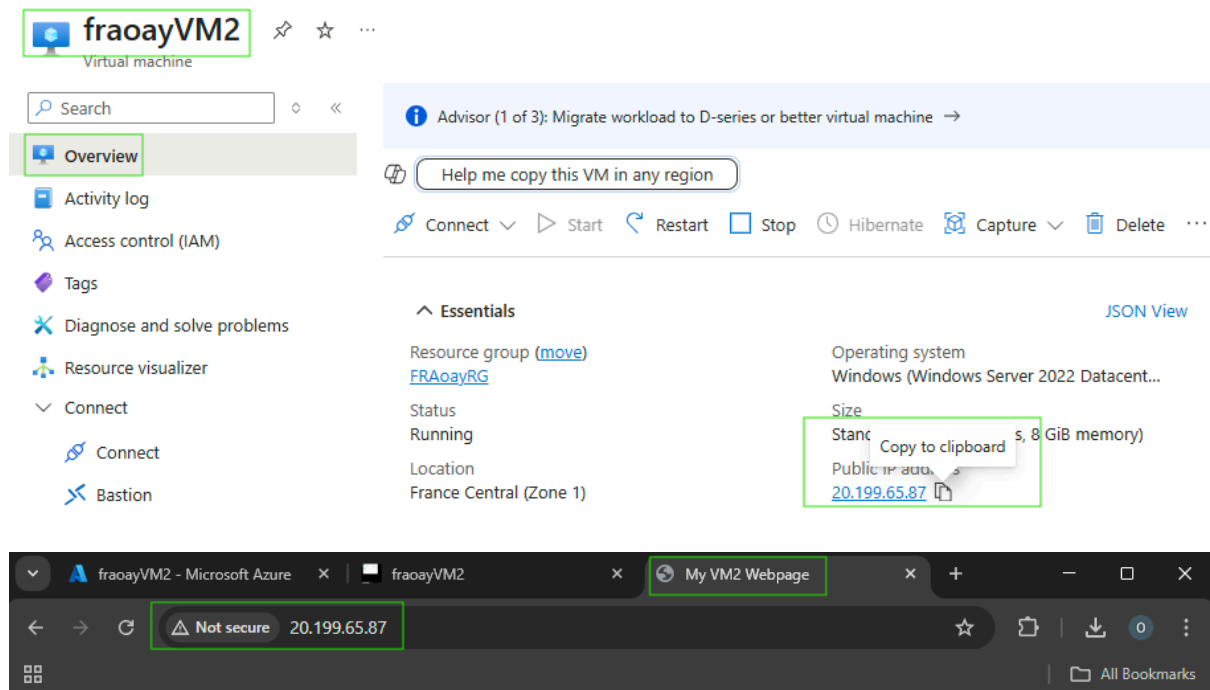 fraoayVM2
Virtual machine
Search
Advisor (1 of 3): Migrate workload to D-series or better virtual machine →
Overview
Help me copy this VM in any region
Activity log
Connect Start Restart Stop Hibernate Capture Delete ...
Access control (IAM)
Tags
Essentials JSON View
Diagnose and solve problems
Resource visualizer
Connect
Connect
Bastion
Resource group (move)
FRAoayRG
Operating system
Windows (Windows Server 2022 Datacent...
Status
Running
Size
8 GiB memory)
Copy to clipboard
Location
France Central (Zone 1)
Public IP
20.199.65.87
fraoayVM2 - Microsoft Azure fraoayVM2 My VM2 Webpage
Not secure 20.199.65.87 O
All Bookmarks